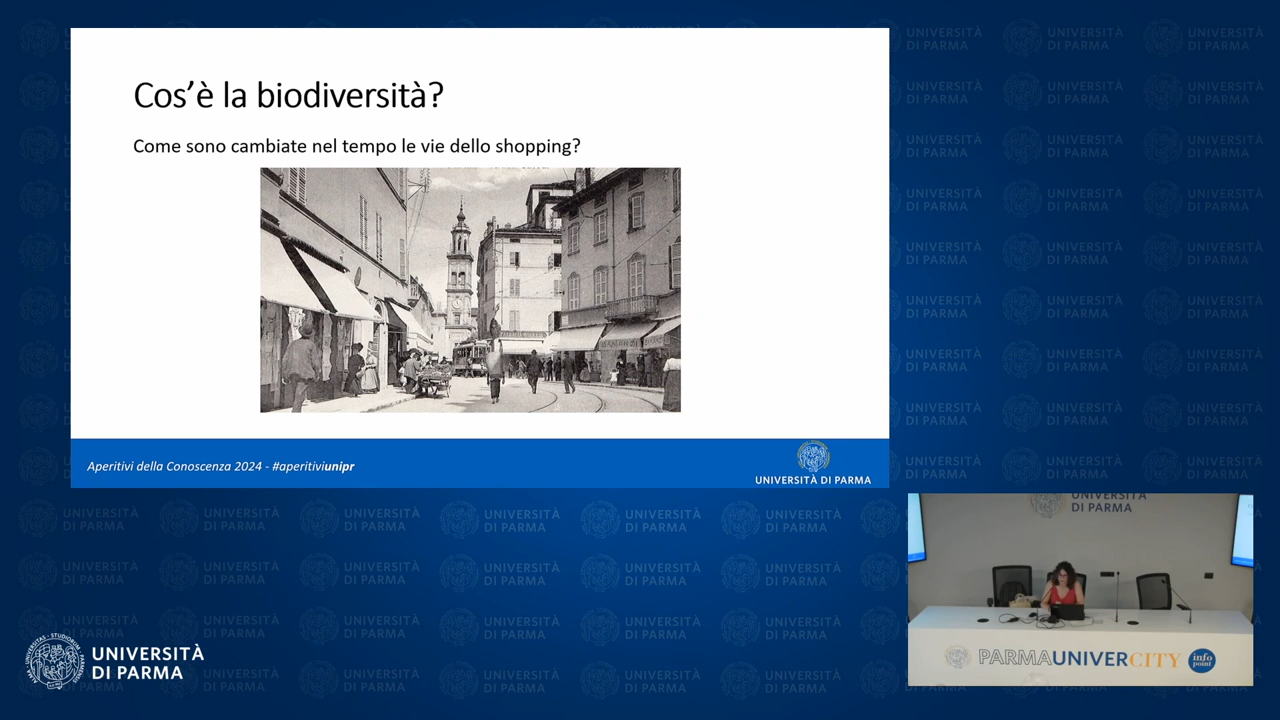 Cos'è la biodiversità?
Come sono cambiate nel tempo le vie dello shopping?
Aperitivi della Conoscenza 2024 - #aperitiviunipr
UNIVERSITÀ DI PARMA
UNIVERSITÀ
DI PARMA
PARMAUNIVERCITY
info
point
UNIVERSITÀ
DI PARMA